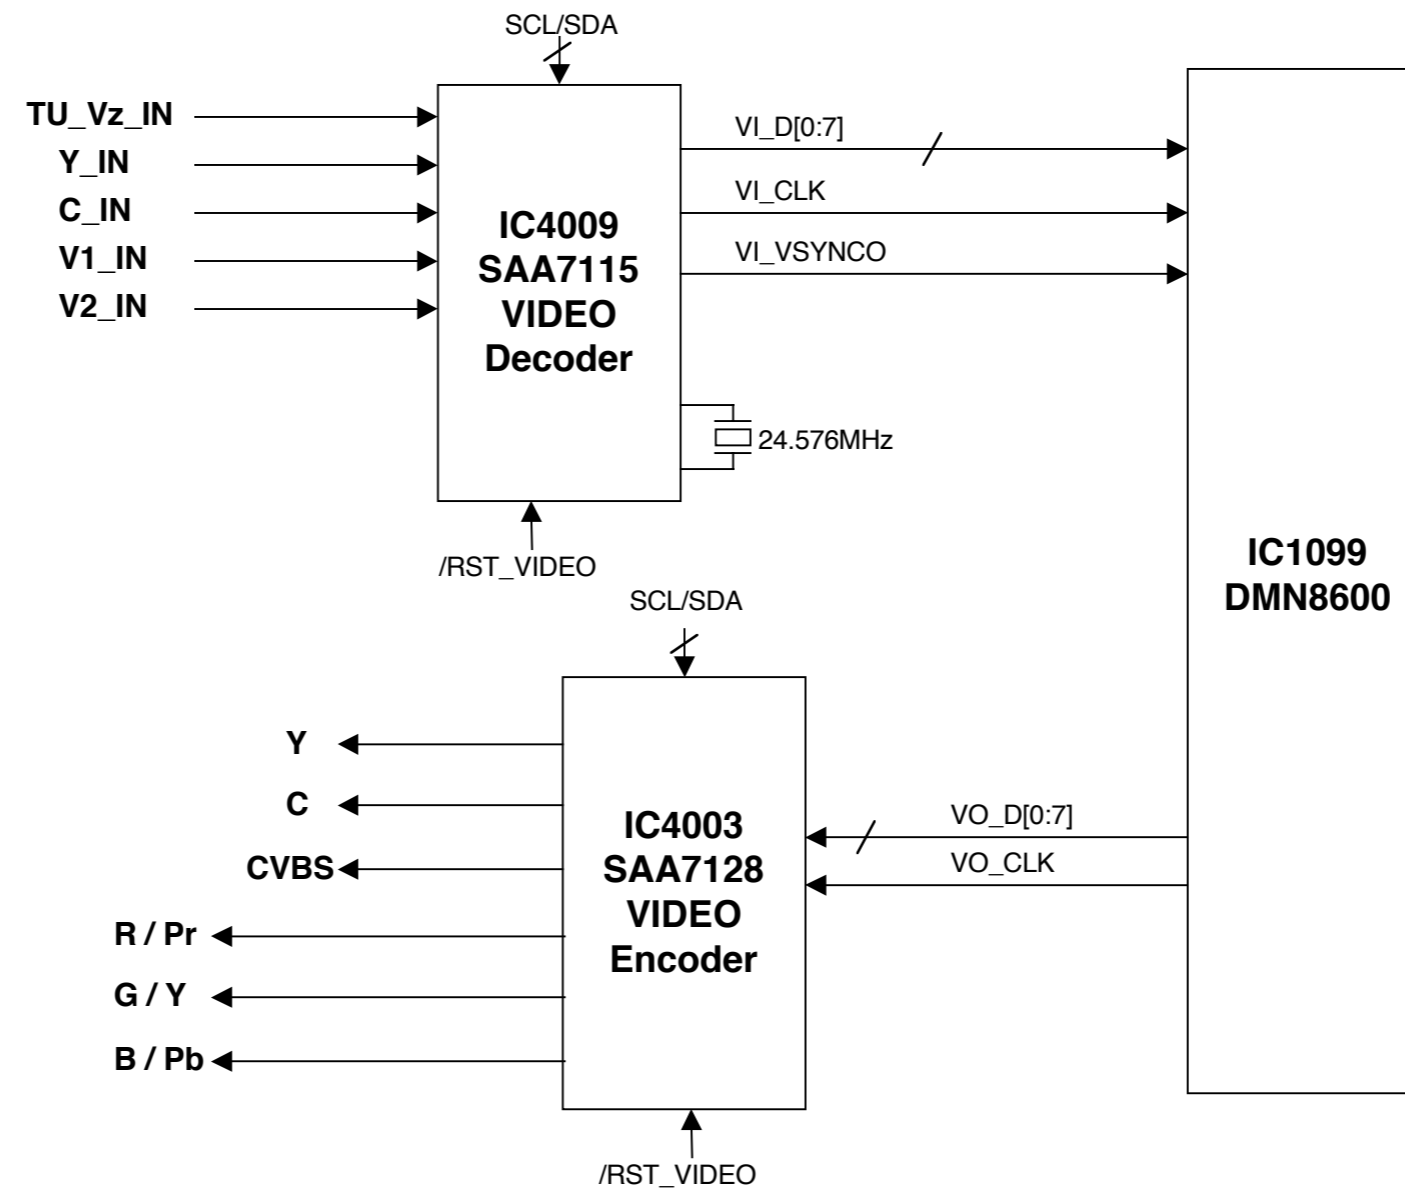 SCL/SDA
TU_Vz_IN
Y_IN
C_IN
V1_IN
V2_IN
IC4009
SAA7115
VIDEO
Decoder
VI_D[0:7]
VI_CLK
VI_VSYNCO
24.576MHz
/RST_VIDEO
IC1099
DMN8600
SCL/SDA
Y
C
CVBS
R / Pr
G / Y
B / Pb
IC4003
SAA7128
VIDEO
Encoder
VO_D[0:7]
VO_CLK
/RST_VIDEO